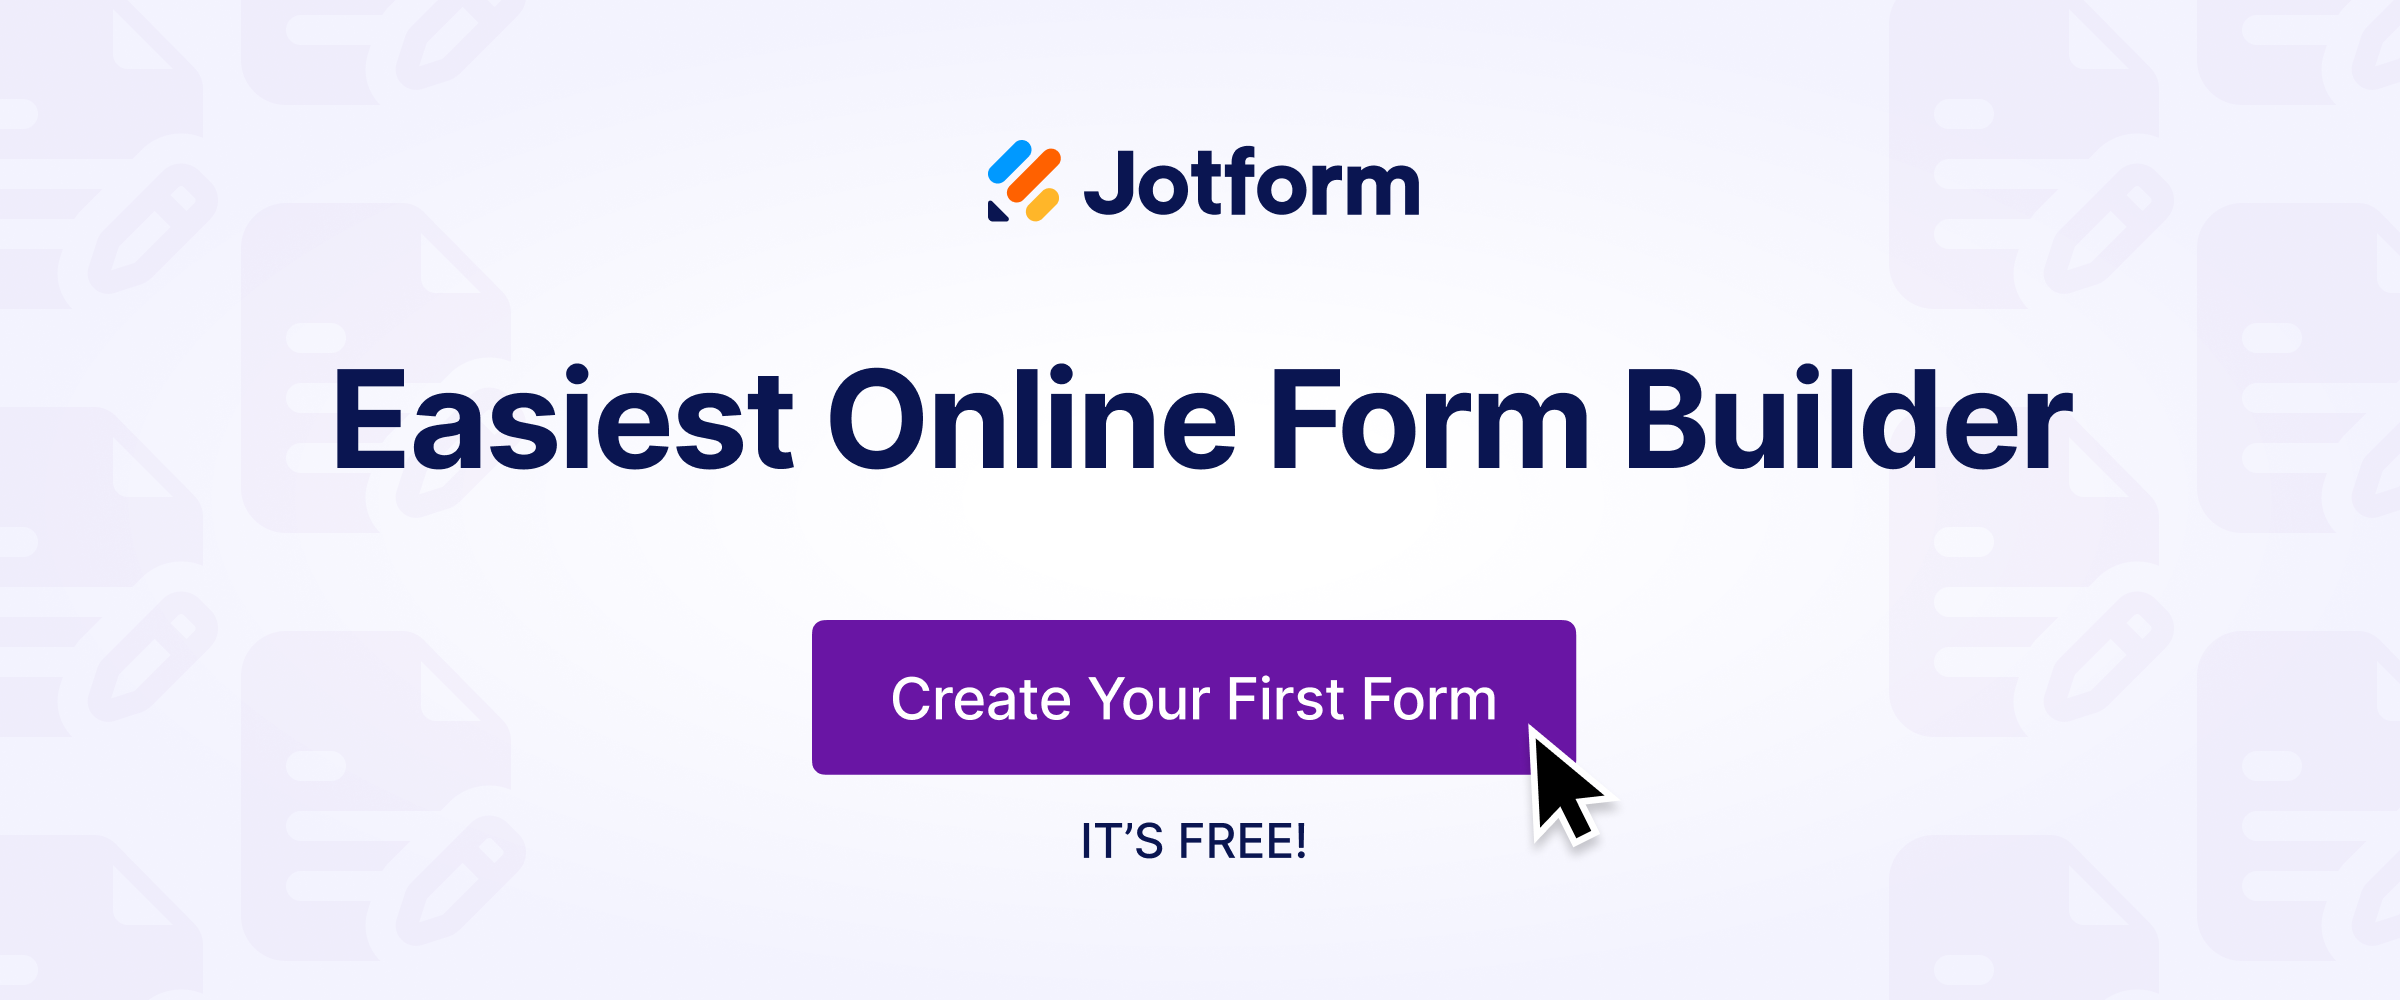 Jotform
Easiest Online Form Builder
Create Your First Form
IT’S FREE!